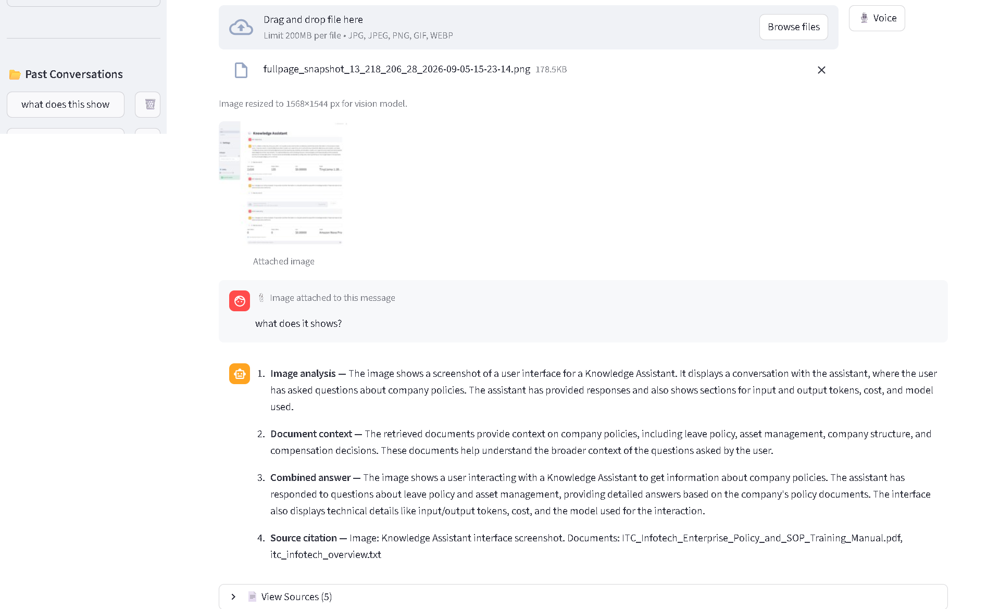 Past Conversations
what does this show
Drag and drop file here
Limit 200MB per file • JPG, JPEG, PNG, GIF, WEBP
Browse files
Voice
fullpage_snapshot_13_218_206_28_2026-09-05-15-23-14.png 178.5KB
Image resized to 1568×1544 px for vision model.
Knowledge Assistant
Attached image
Image attached to this message
what does it shows?
1. Image analysis — The image shows a screenshot of a user interface for a Knowledge Assistant. It displays a conversation with the assistant, where the user
has asked questions about company policies. The assistant has provided responses and also shows sections for input and output tokens, cost, and model
used.
2. Document context — The retrieved documents provide context on company policies, including leave policy, asset management, company structure, and
compensation decisions. These documents help understand the broader context of the questions asked by the user.
3. Combined answer — The image shows a user interacting with a Knowledge Assistant to get information about company policies. The assistant has
responded to questions about leave policy and asset management, providing detailed answers based on the company's policy documents. The interface
also displays technical details like input/output tokens, cost, and the model used for the interaction.
4. Source citation — Image: Knowledge Assistant interface screenshot. Documents: ITC_Infotech_Enterprise_Policy_and_SOP_Training_Manual.pdf,
itc_infotech_overview.txt
View Sources (5)